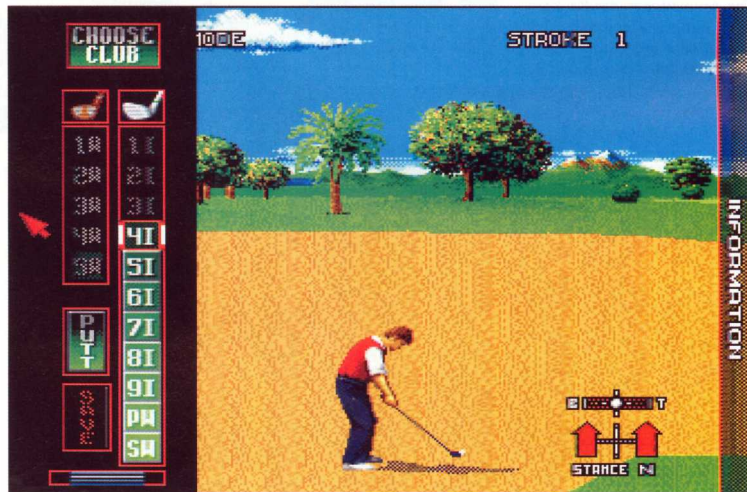 CHOOSE
CLUB
MODE
STROKE 1
1W 1I
2W 2I
3W 3I
4W 4I
5W 5I
6I
7I
8I
9I
PW
SW
PUTT
SAVE
INFORMATION
T
STANCE N